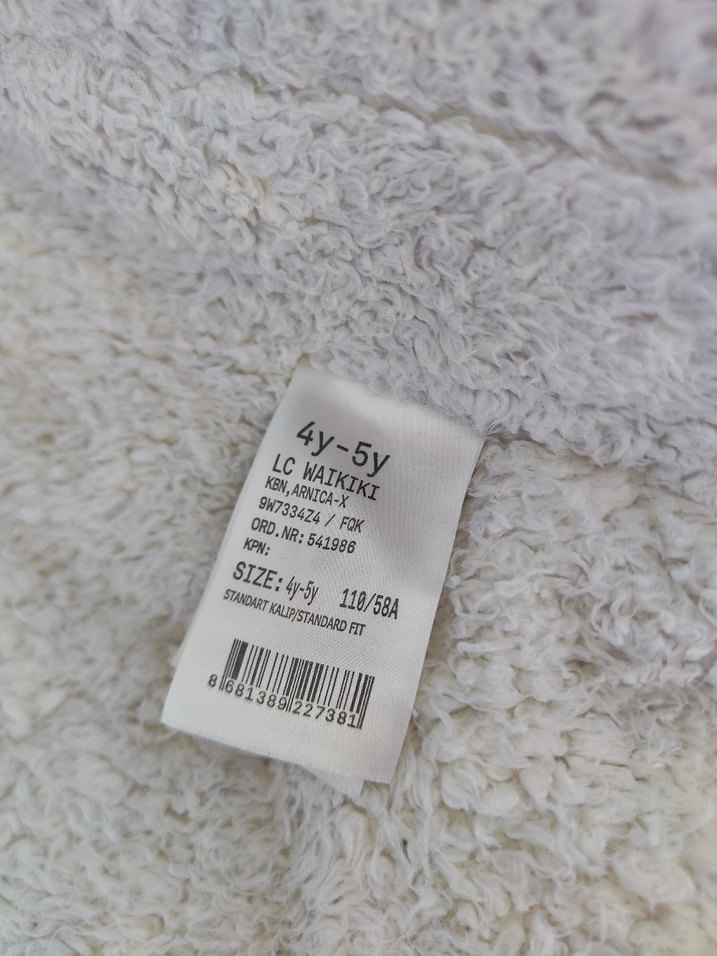 4y-5y
LC WAIKIKI
KBN,ARNICA-X
9W7334Z4 / FQK
ORD.NR: 541986
KPN:
SIZE: 4y-5y 110/58A
STANDART KALIP/STANDARD FIT
8681389227381